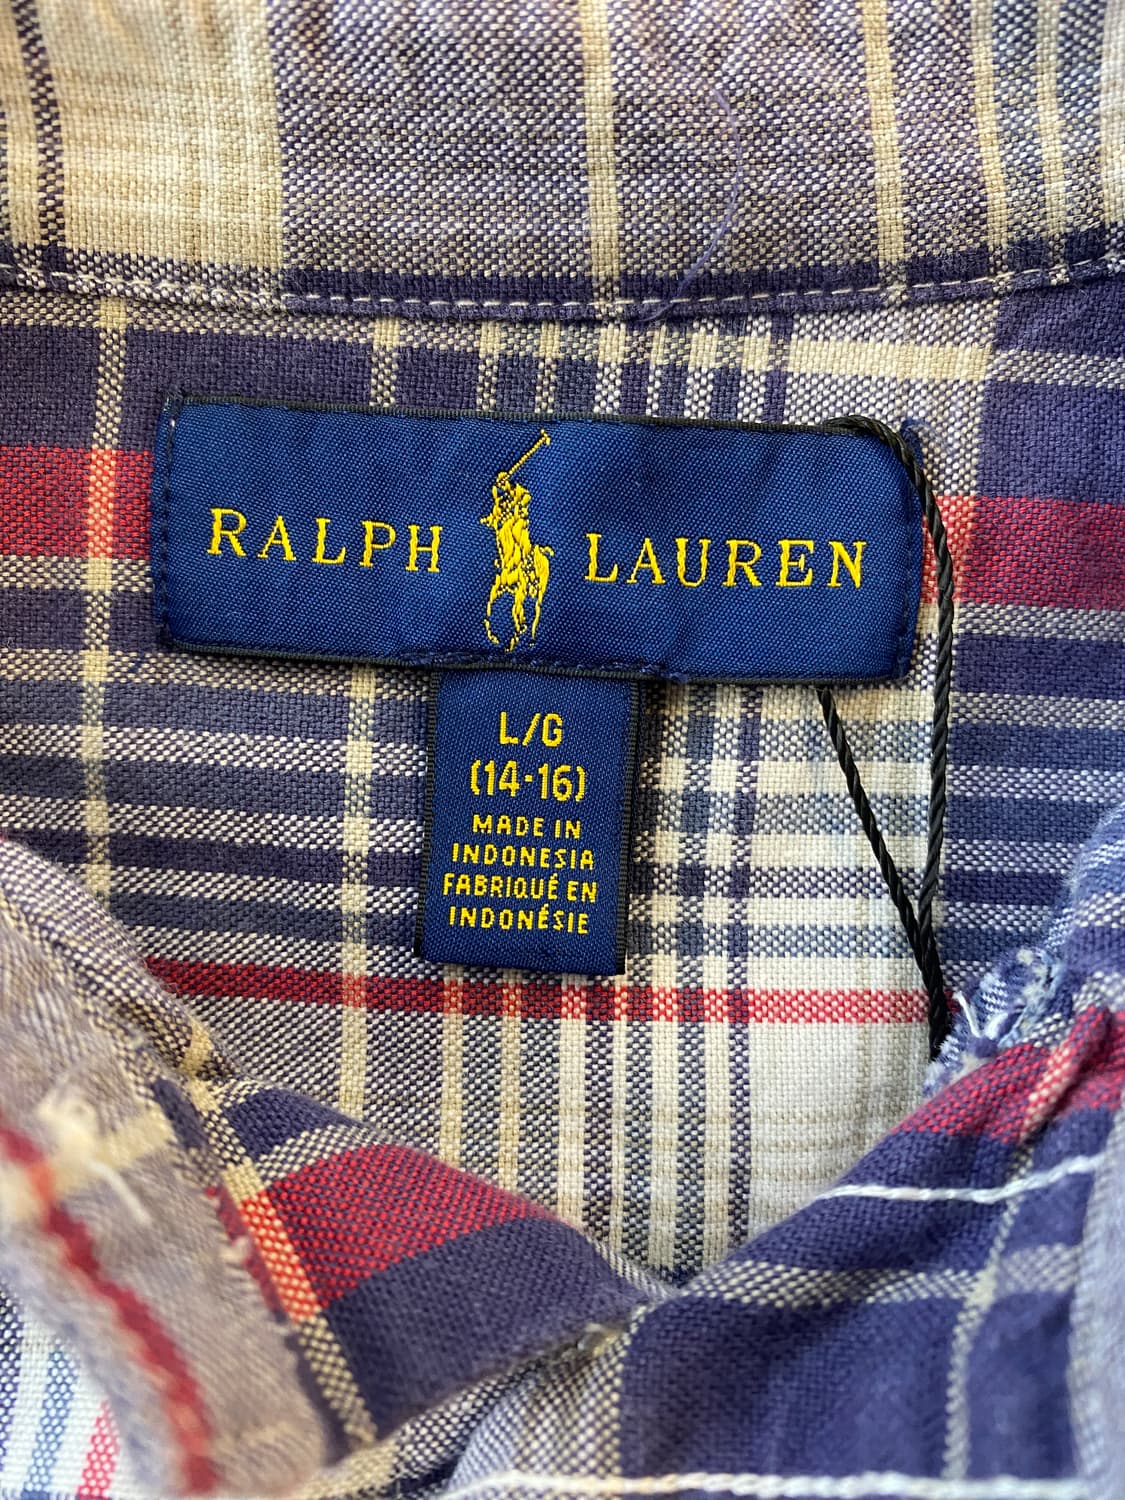 RALPH LAUREN
L/G
(14-16)
MADE IN
INDONESIA
FABRIQUÉ EN
INDONÉSIE